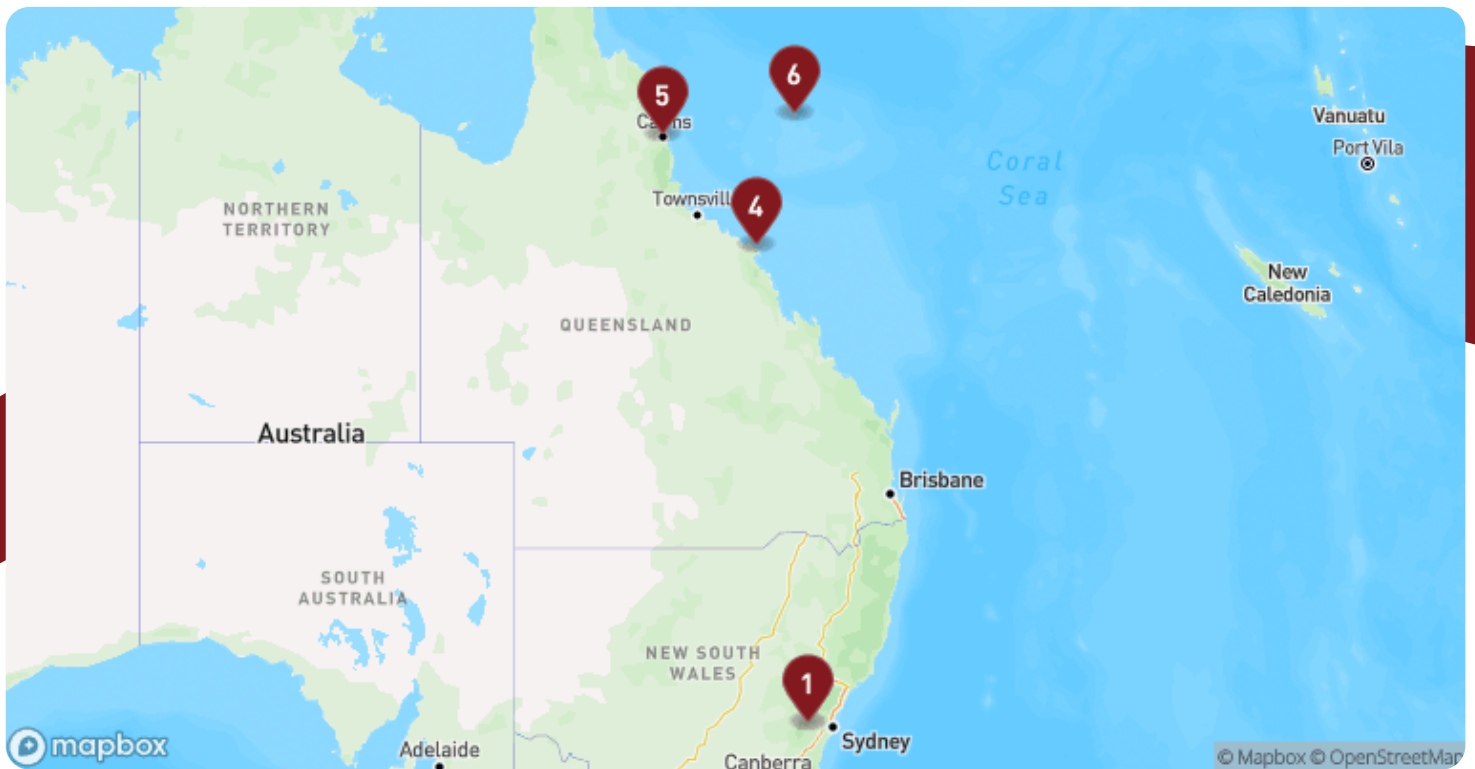 6
5
Vanuatu
Cairns
Port Vila
Coral
Sea
Townsvill
4
NORTHERN
TERRITORY
New
Caledonia
QUEENSLAND
Australia
Brisbane
SOUTH
AUSTRALIA
NEW SOUTH
WALES
1
Sydney
mapbox
Adelaide
Canberra
© Mapbox © OpenStreetMap